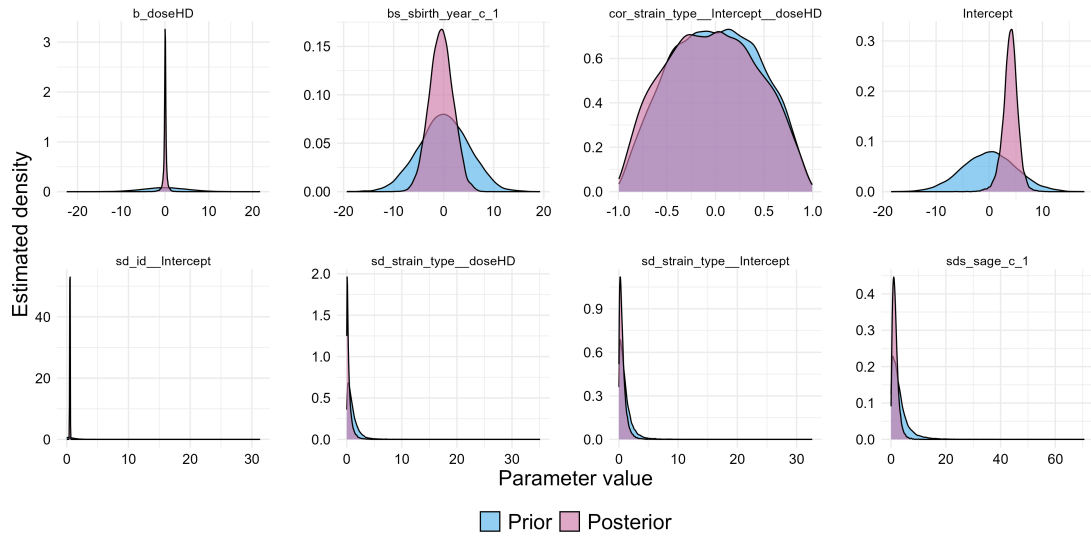 b_doseHD
bs_sbirth_year_c_1
cor_strain_type__Intercept__doseHD
Intercept
3
2
1
0
-20 -10 0 10 20
0.15
0.10
0.05
0.00
-20 -10 0 10 20
0.6
0.4
0.2
0.0
-1.0 -0.5 0.0 0.5 1.0
0.3
0.2
0.1
0.0
-20 -10 0 10
Estimated density
sd_id__Intercept
sd_strain_type__doseHD
sd_strain_type__Intercept
sds_sage_c_1
40
20
0
0 10 20 30
2.0
1.5
1.0
0.5
0.0
0 10 20 30
0.9
0.6
0.3
0.0
0 10 20 30
0.4
0.3
0.2
0.1
0.0
0 20 40 60
Parameter value
Prior Posterior